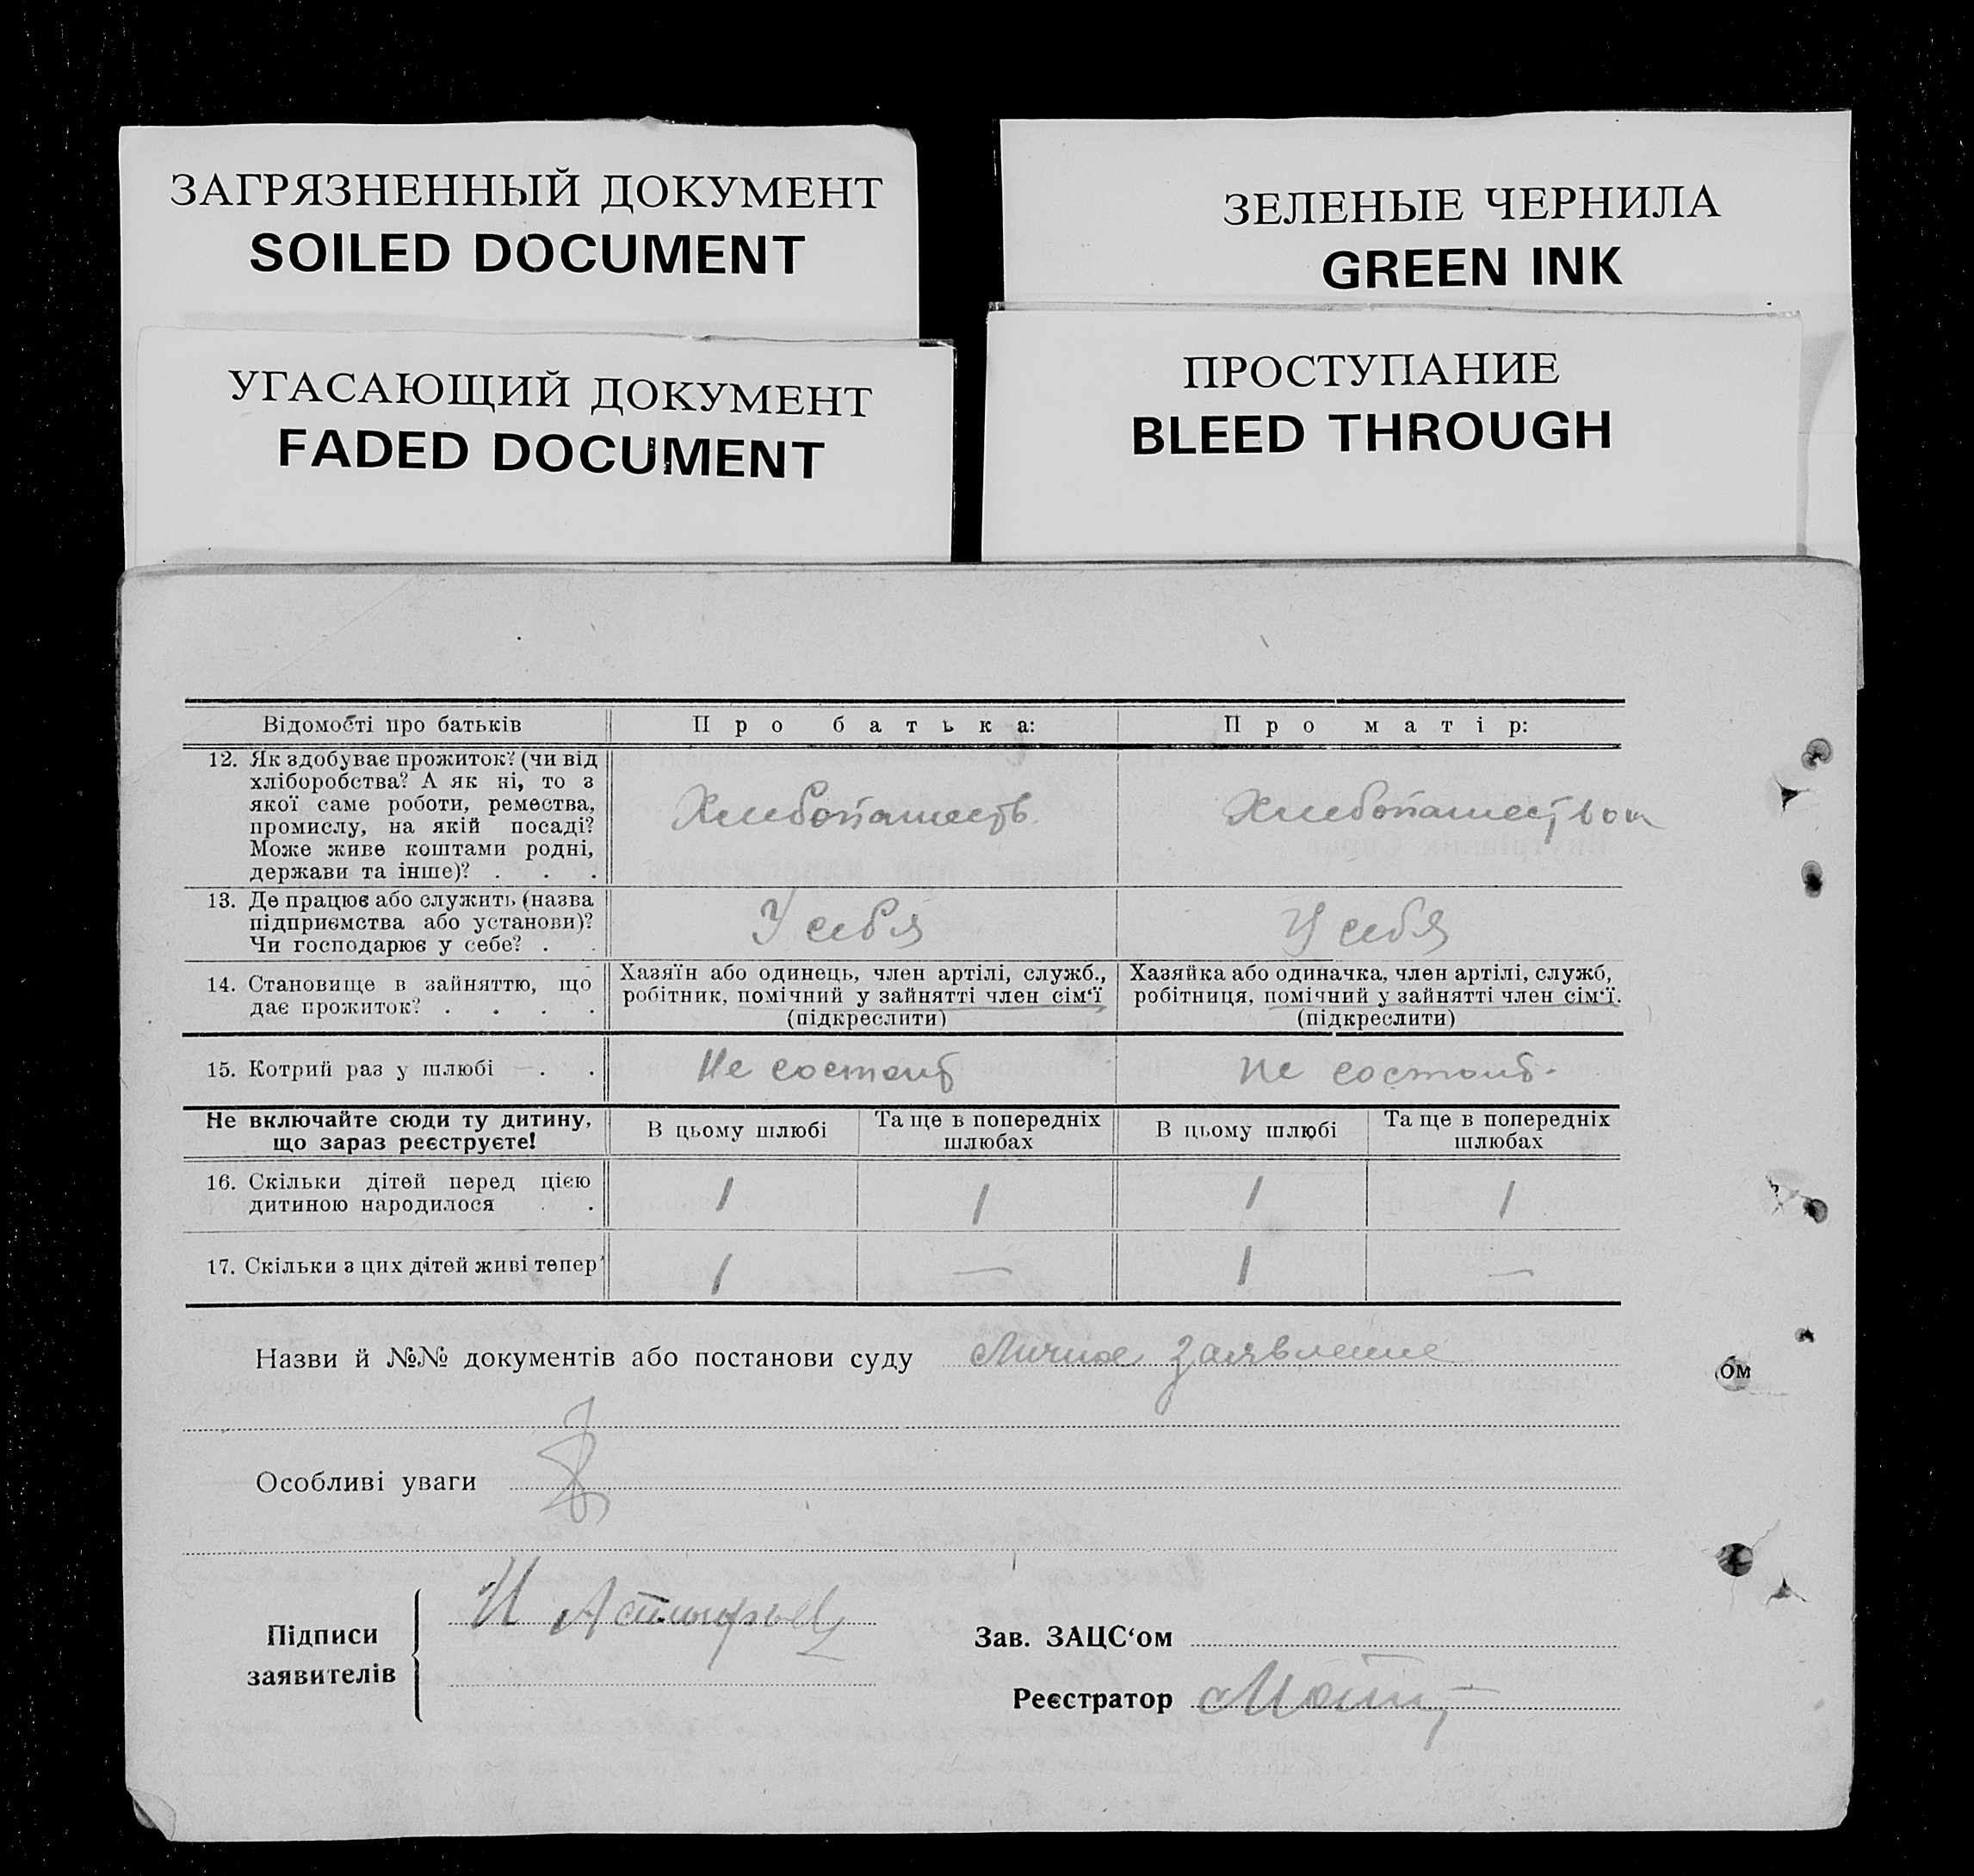 ЗАГРЯЗНЕННЫЙ ДОКУМЕНТ
SOILED DOCUMENT
ЗЕЛЕНЫЕ ЧЕРНИЛА
GREEN INK
УГАСАЮЩИЙ ДОКУМЕНТ
FADED DOCUMENT
ПРОСТУПАНИЕ
BLEED THROUGH
Відомості про батьків
Про батька:
Про матір:
12. Як здобуває прожиток? (чи від
хліборобства? А як ні, то з
якої саме роботи, ремества,
промислу, на якій посаді?
Може живе коштами родні,
держави та інше)? . . .
Хлебопашеств
Хлебопашеством
13. Де працює або служить (назва
підприємства або установи)?
Чи господарює у себе? . .
У себя
У себя
14. Становище в зайняттю, що
дає прожиток? . . . .
Хазяїн або одинець, член артілі, служб.,
робітник, помічний у зайнятті член сім‘ї
(підкреслити)
Хазяйка або одиначка, член артілі, служб,
робітниця, помічний у зайнятті член сім‘ї.
(підкреслити)
15. Котрий раз у шлюбі . .
Не состоит
Не состоит.
Не включайте сюди ту дитину,
що зараз реєструєте!
В цьому шлюбі
Та ще в попередніх
шлюбах
В цьому шлюбі
Та ще в попередніх
шлюбах
16. Скільки дітей перед цією
дитиною народилося . .
1
1
1
1
17. Скільки з цих дітей живі тепер?
1
—
1
—
Назви й №№ документів або постанови суду Личное заявление
ом
Особливі уваги
Підписи
заявителів
И
Зав. ЗАЦС‘ом
Реєстратор